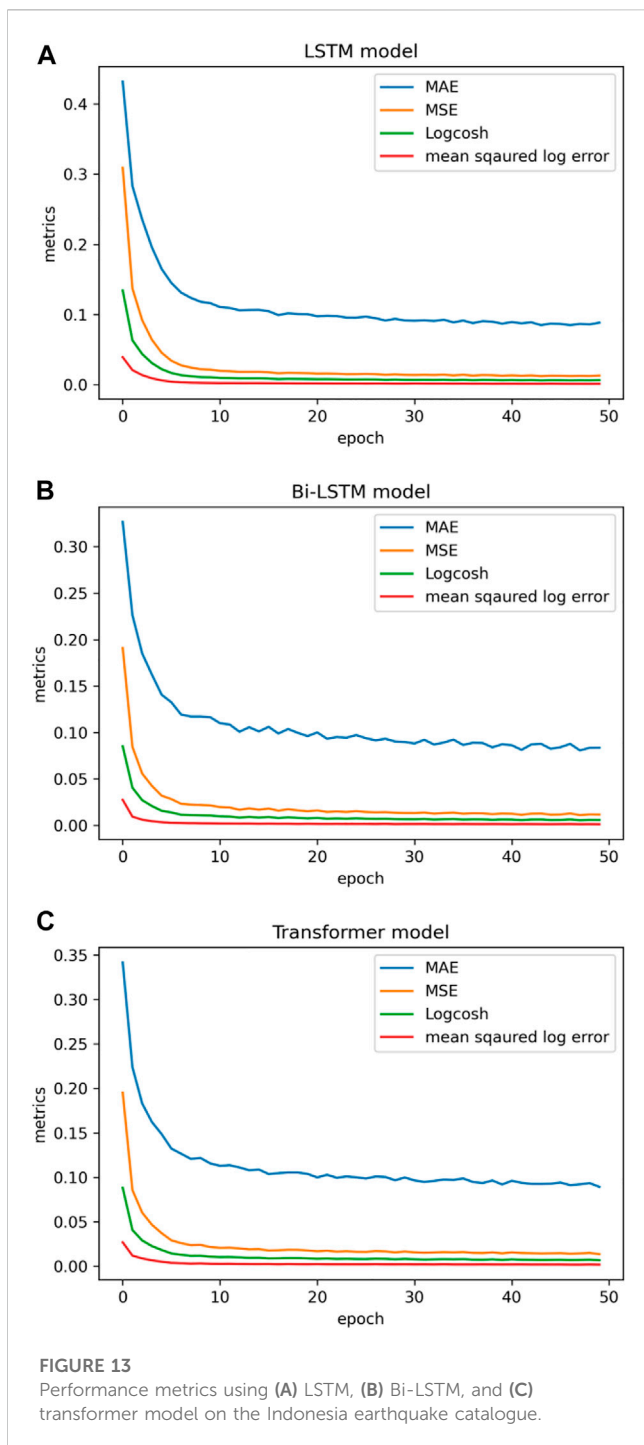 A
LSTM model
MAE
MSE
Logcosh
mean sqaured log error
metrics
0.4
0.3
0.2
0.1
0.0
0 10 20 30 40 50
epoch
B
Bi-LSTM model
MAE
MSE
Logcosh
mean sqaured log error
metrics
0.30
0.25
0.20
0.15
0.10
0.05
0.00
0 10 20 30 40 50
epoch
C
Transformer model
MAE
MSE
Logcosh
mean sqaured log error
metrics
0.35
0.30
0.25
0.20
0.15
0.10
0.05
0.00
0 10 20 30 40 50
epoch
FIGURE 13
Performance metrics using (A) LSTM, (B) Bi-LSTM, and (C)
transformer model on the Indonesia earthquake catalogue.